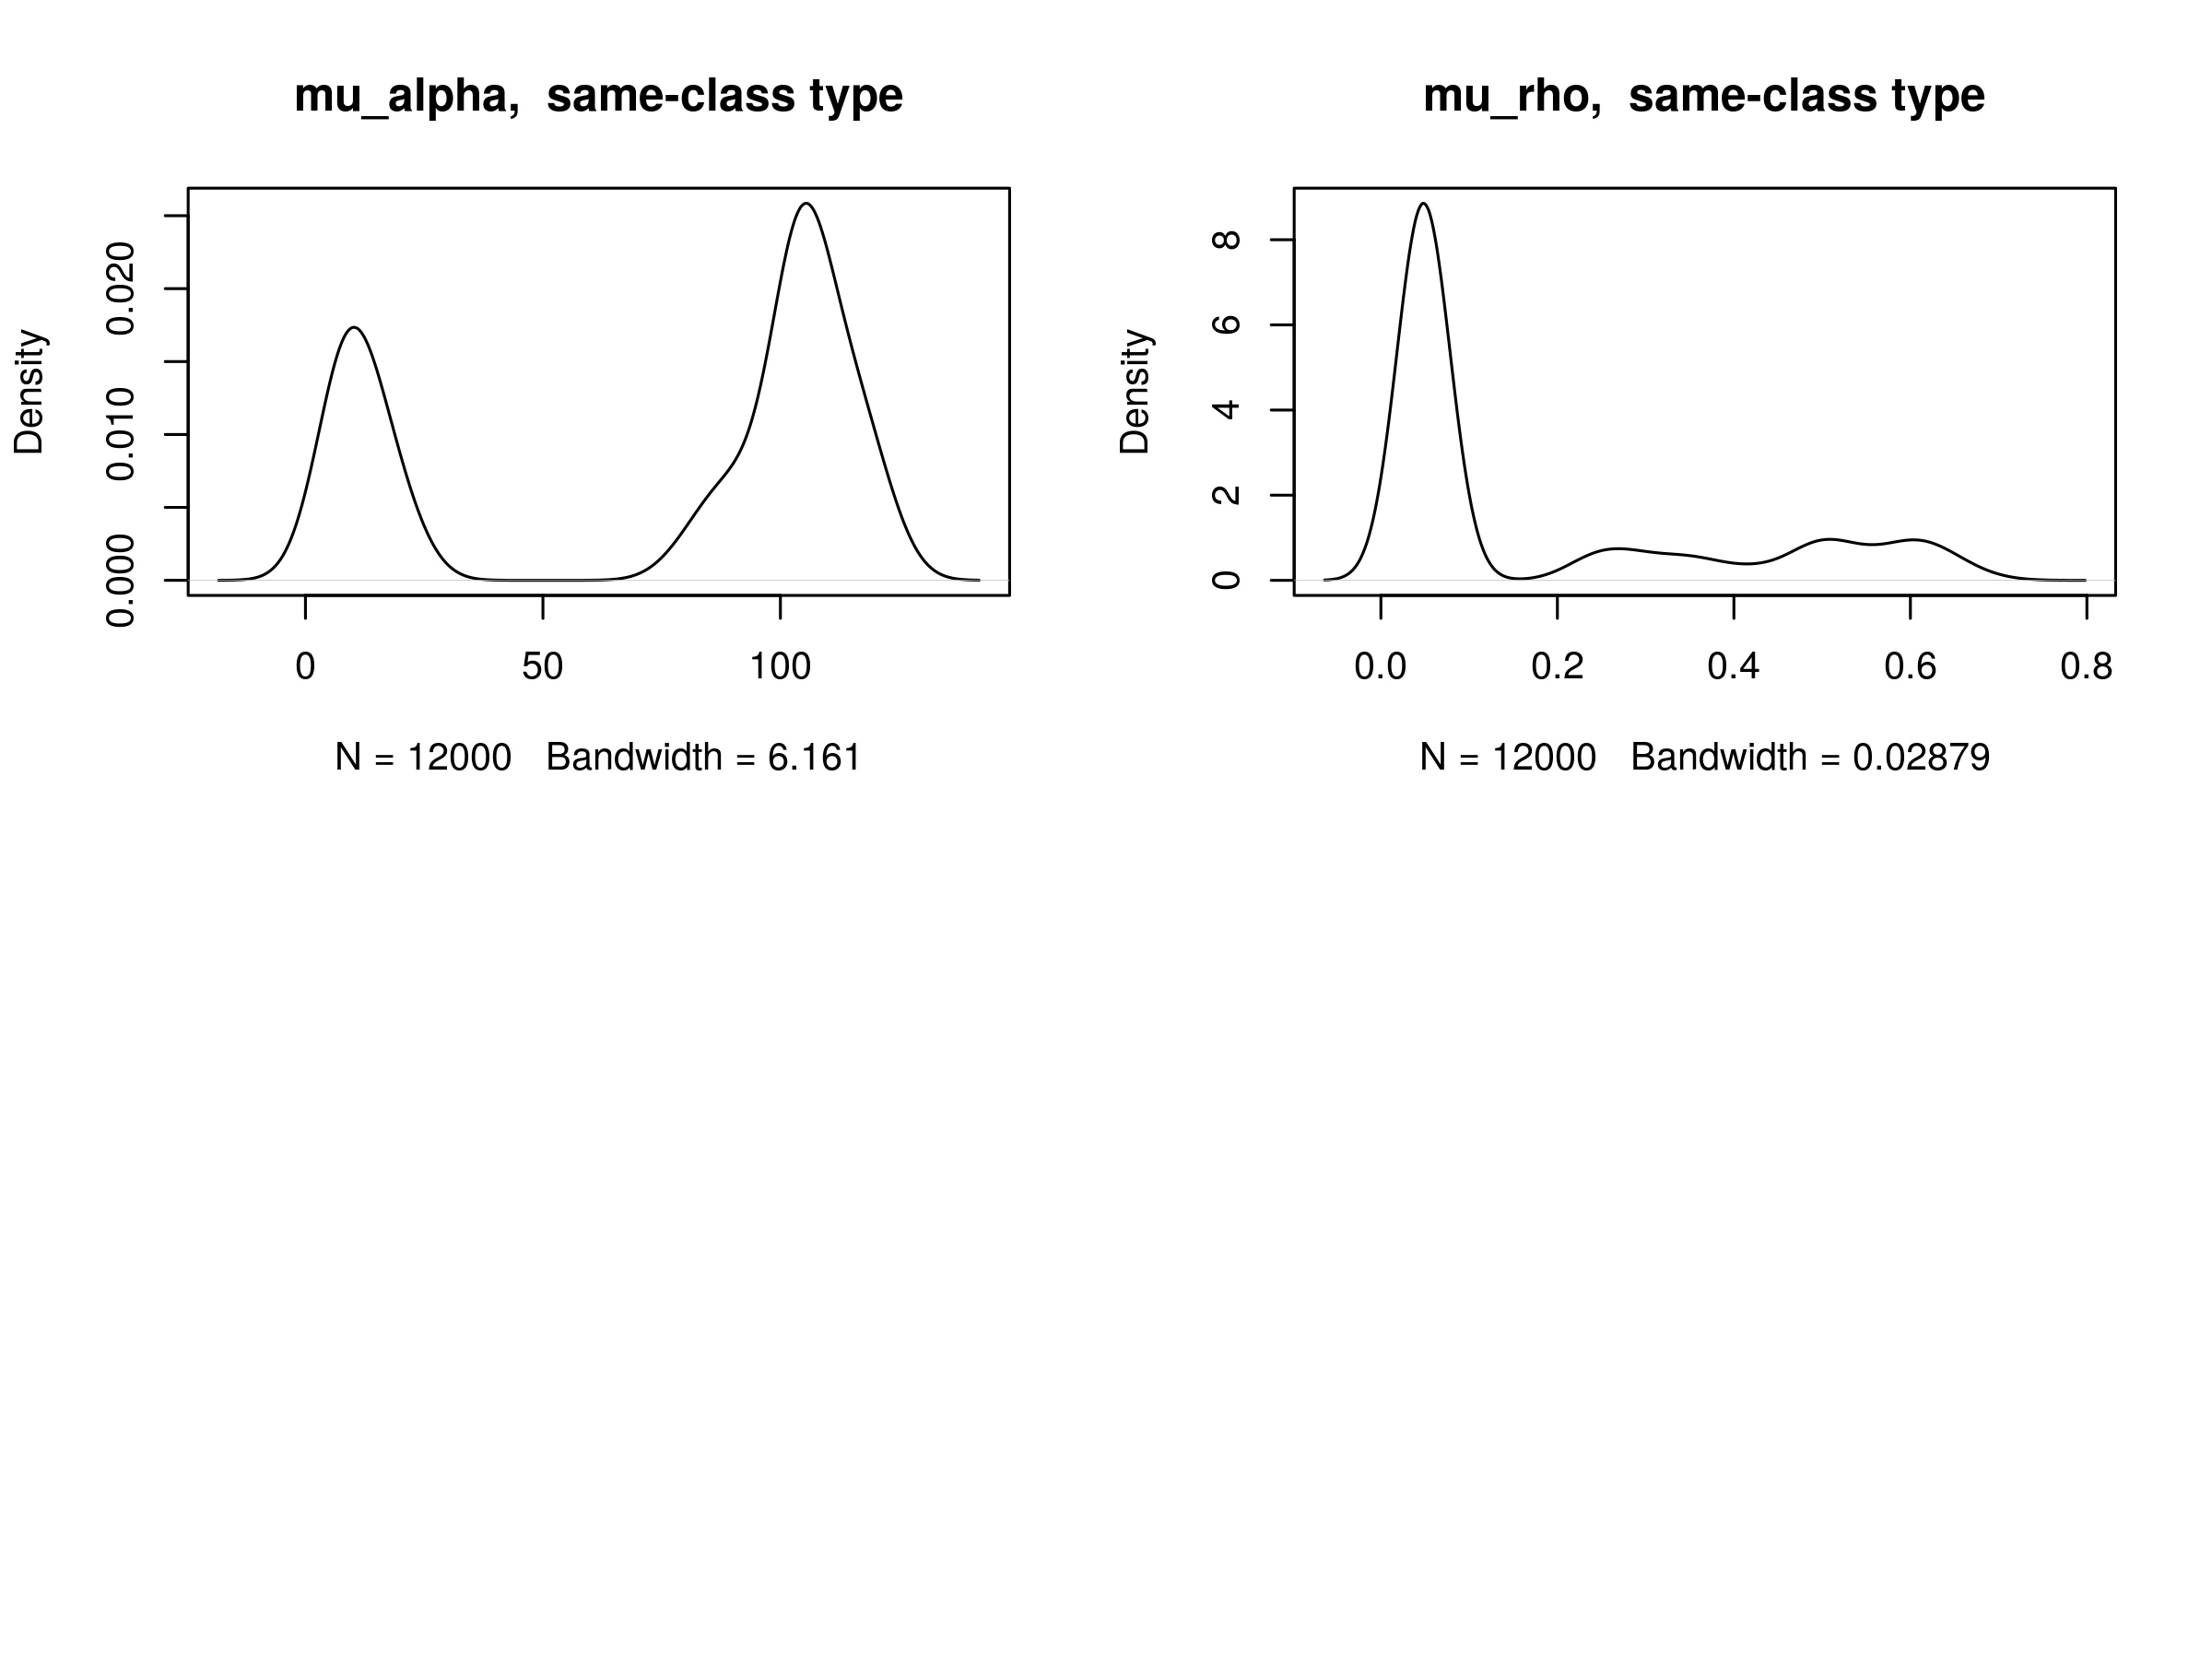 mu_alpha,  same-class type
Density
0.000 0.010 0.020
0 50 100
N = 12000   Bandwidth = 6.161
mu_rho,  same-class type
Density
0 2 4 6 8
0.0 0.2 0.4 0.6 0.8
N = 12000   Bandwidth = 0.02879